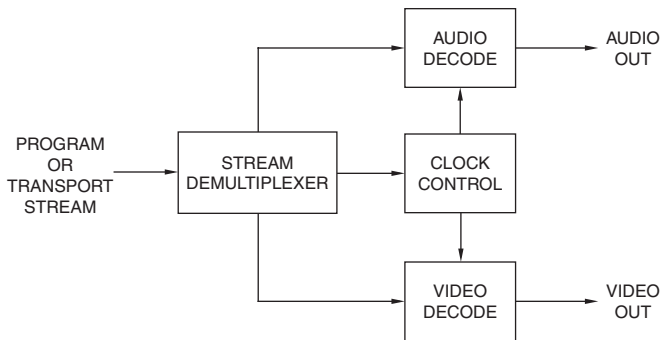 AUDIO
DECODE
AUDIO
OUT
PROGRAM
OR
TRANSPORT
STREAM
STREAM
DEMULTIPLEXER
CLOCK
CONTROL
VIDEO
DECODE
VIDEO
OUT